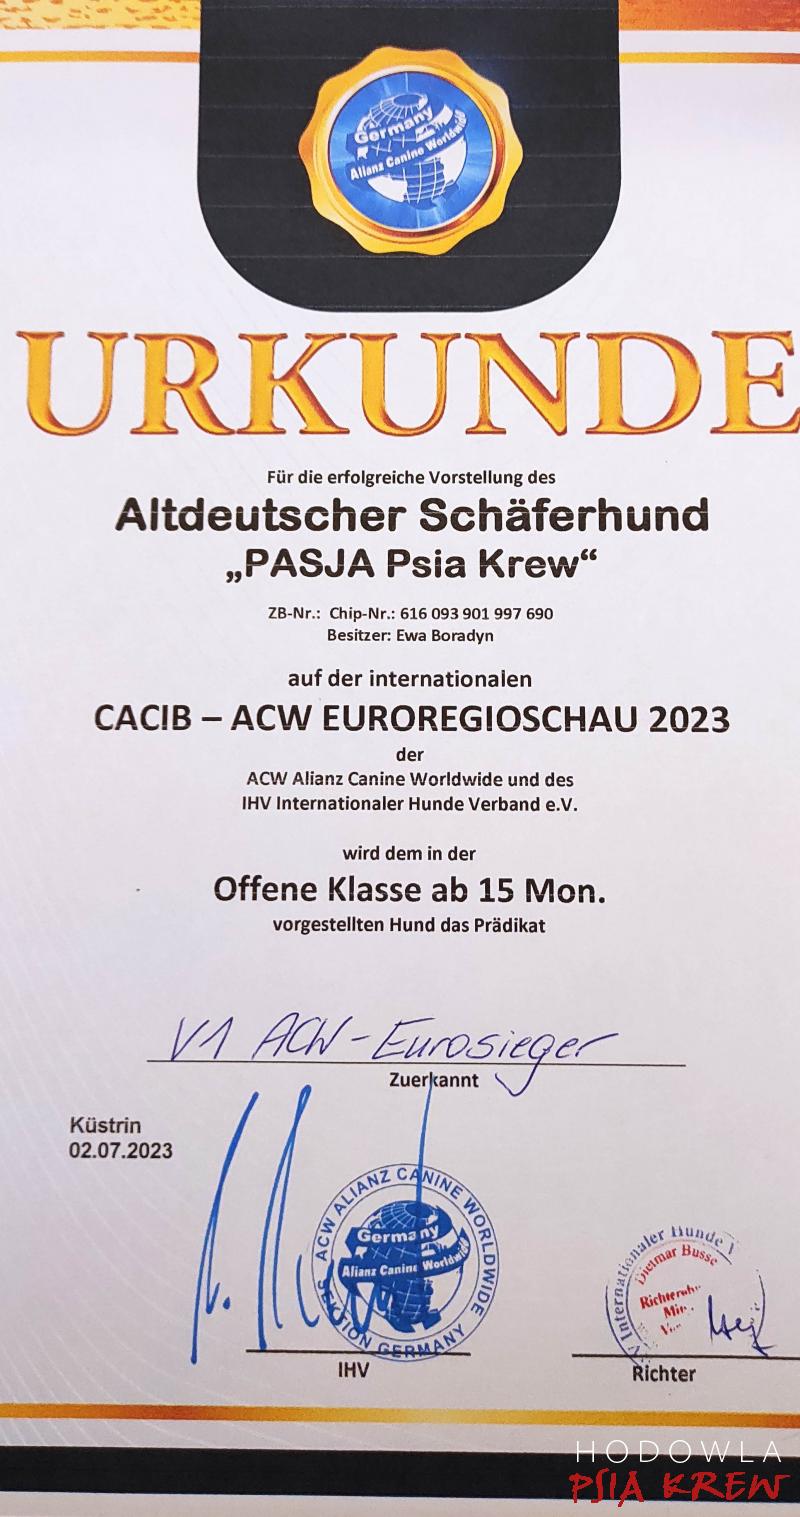 Germany
Alianz Canine Worldwide
URKUNDE
Für die erfolgreiche Vorstellung des
Altdeutscher Schäferhund
„PASJA Psia Krew“
ZB-Nr.: Chip-Nr.: 616 093 901 997 690
Besitzer: Ewa Boradyn
auf der internationalen
CACIB – ACW EUROREGIOSCHAU 2023
der
ACW Alianz Canine Worldwide und des
IHV Internationaler Hunde Verband e.V.
wird dem in der
Offene Klasse ab 15 Mon.
vorgestellten Hund das Prädikat
V1 ACW-Eurosieger
Zuerkannt
Küstrin
02.07.2023
ACW ALIANZ CANINE WORLDWIDE
Germany
Alianz Canine Worldwide
SEKTION GERMANY
Internationaler Hunde
Dietmar Busse
IHV
Richter
HODOWLA
PSIA KREW